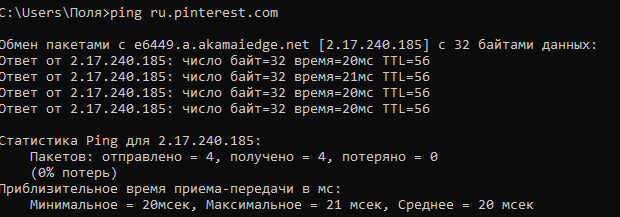 C:\Users\Поля>ping ru.pinterest.com
Обмен пакетами с e6449.a.akamaiedge.net [2.17.240.185] с 32 байтами данных:
Ответ от 2.17.240.185: число байт=32 время=20мс TTL=56
Ответ от 2.17.240.185: число байт=32 время=21мс TTL=56
Ответ от 2.17.240.185: число байт=32 время=20мс TTL=56
Ответ от 2.17.240.185: число байт=32 время=20мс TTL=56
Статистика Ping для 2.17.240.185:
Пакетов: отправлено = 4, получено = 4, потеряно = 0
(0% потерь)
Приблизительное время приема-передачи в мс:
Минимальное = 20мсек, Максимальное = 21 мсек, Среднее = 20 мсек